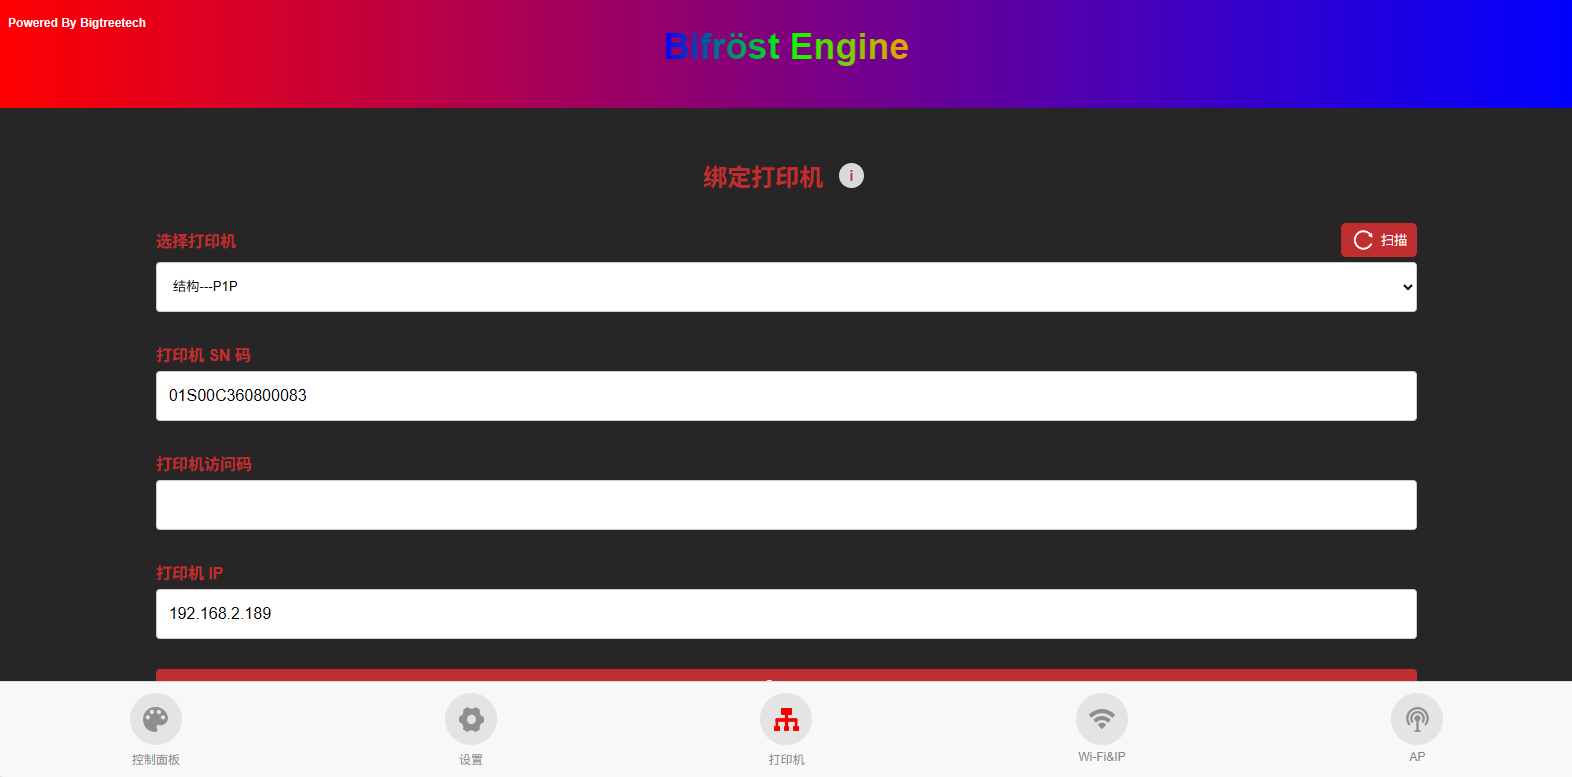 Powered By Bigtreetech
Bifröst Engine
绑定打印机 i
选择打印机
扫描
结构---P1P
打印机 SN 码
01S00C360800083
打印机访问码
打印机 IP
192.168.2.189
控制面板
设置
打印机
Wi-Fi&IP
AP